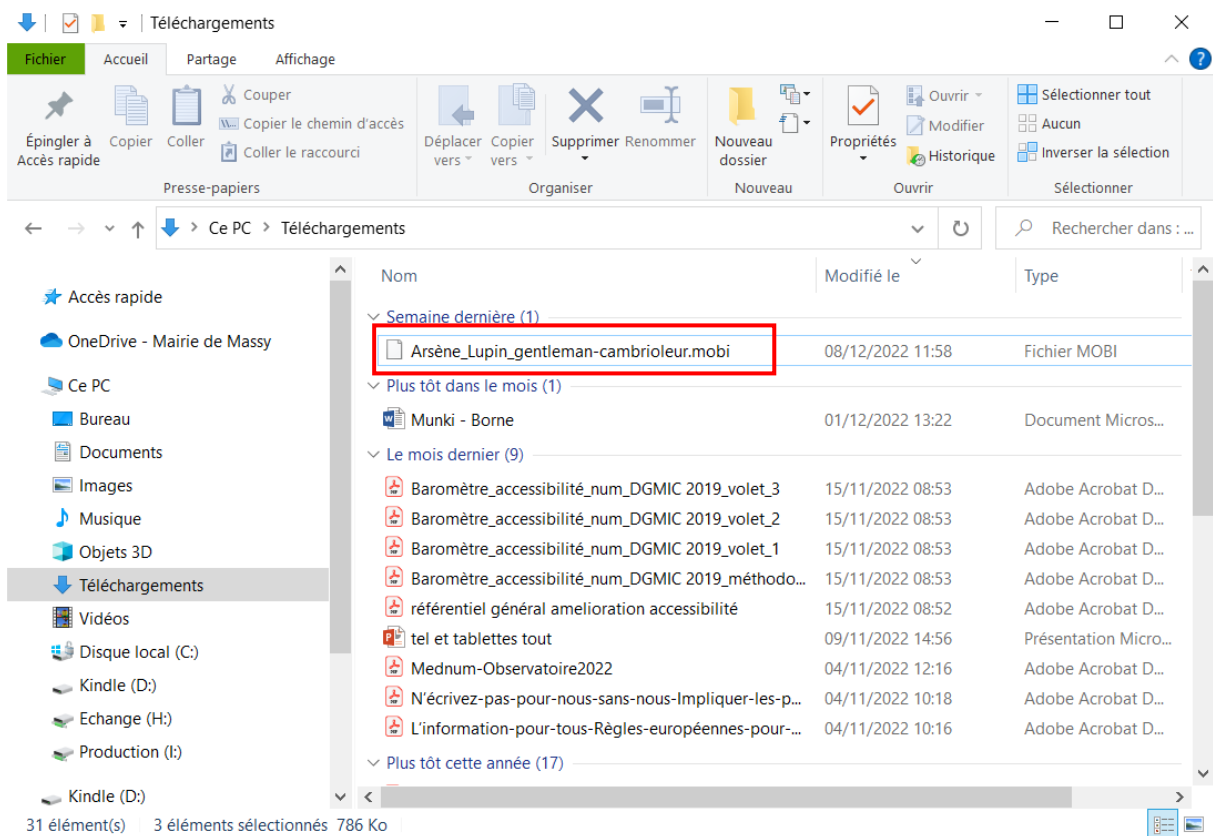 Téléchargements
Fichier Accueil Partage Affichage
Épingler à Accès rapide
Copier
Coller
Couper
Copier le chemin d'accès
Coller le raccourci
Presse-papiers
Déplacer vers
Copier vers
Supprimer
Renommer
Organiser
Nouveau dossier
Nouveau
Propriétés
Ouvrir
Modifier
Historique
Ouvrir
Sélectionner tout
Aucun
Inverser la sélection
Sélectionner
Ce PC > Téléchargements
Rechercher dans : ...
Accès rapide
OneDrive - Mairie de Massy
Ce PC
Bureau
Documents
Images
Musique
Objets 3D
Téléchargements
Vidéos
Disque local (C:)
Kindle (D:)
Echange (H:)
Production (I:)
Kindle (D:)
Nom Modifié le Type
Semaine dernière (1)
Arsène_Lupin_gentleman-cambrioleur.mobi 08/12/2022 11:58 Fichier MOBI
Plus tôt dans le mois (1)
Munki - Borne 01/12/2022 13:22 Document Micros...
Le mois dernier (9)
Baromètre_accessibilité_num_DGMIC 2019_volet_3 15/11/2022 08:53 Adobe Acrobat D...
Baromètre_accessibilité_num_DGMIC 2019_volet_2 15/11/2022 08:53 Adobe Acrobat D...
Baromètre_accessibilité_num_DGMIC 2019_volet_1 15/11/2022 08:53 Adobe Acrobat D...
Baromètre_accessibilité_num_DGMIC 2019_méthodo... 15/11/2022 08:53 Adobe Acrobat D...
référentiel général amelioration accessibilité 15/11/2022 08:52 Adobe Acrobat D...
tel et tablettes tout 09/11/2022 14:56 Présentation Micro...
Mednum-Observatoire2022 04/11/2022 12:16 Adobe Acrobat D...
N'écrivez-pas-pour-nous-sans-nous-Impliquer-les-p... 04/11/2022 10:18 Adobe Acrobat D...
L'information-pour-tous-Règles-européennes-pour-... 04/11/2022 10:16 Adobe Acrobat D...
Plus tôt cette année (17)
31 élément(s) 3 éléments sélectionnés 786 Ko